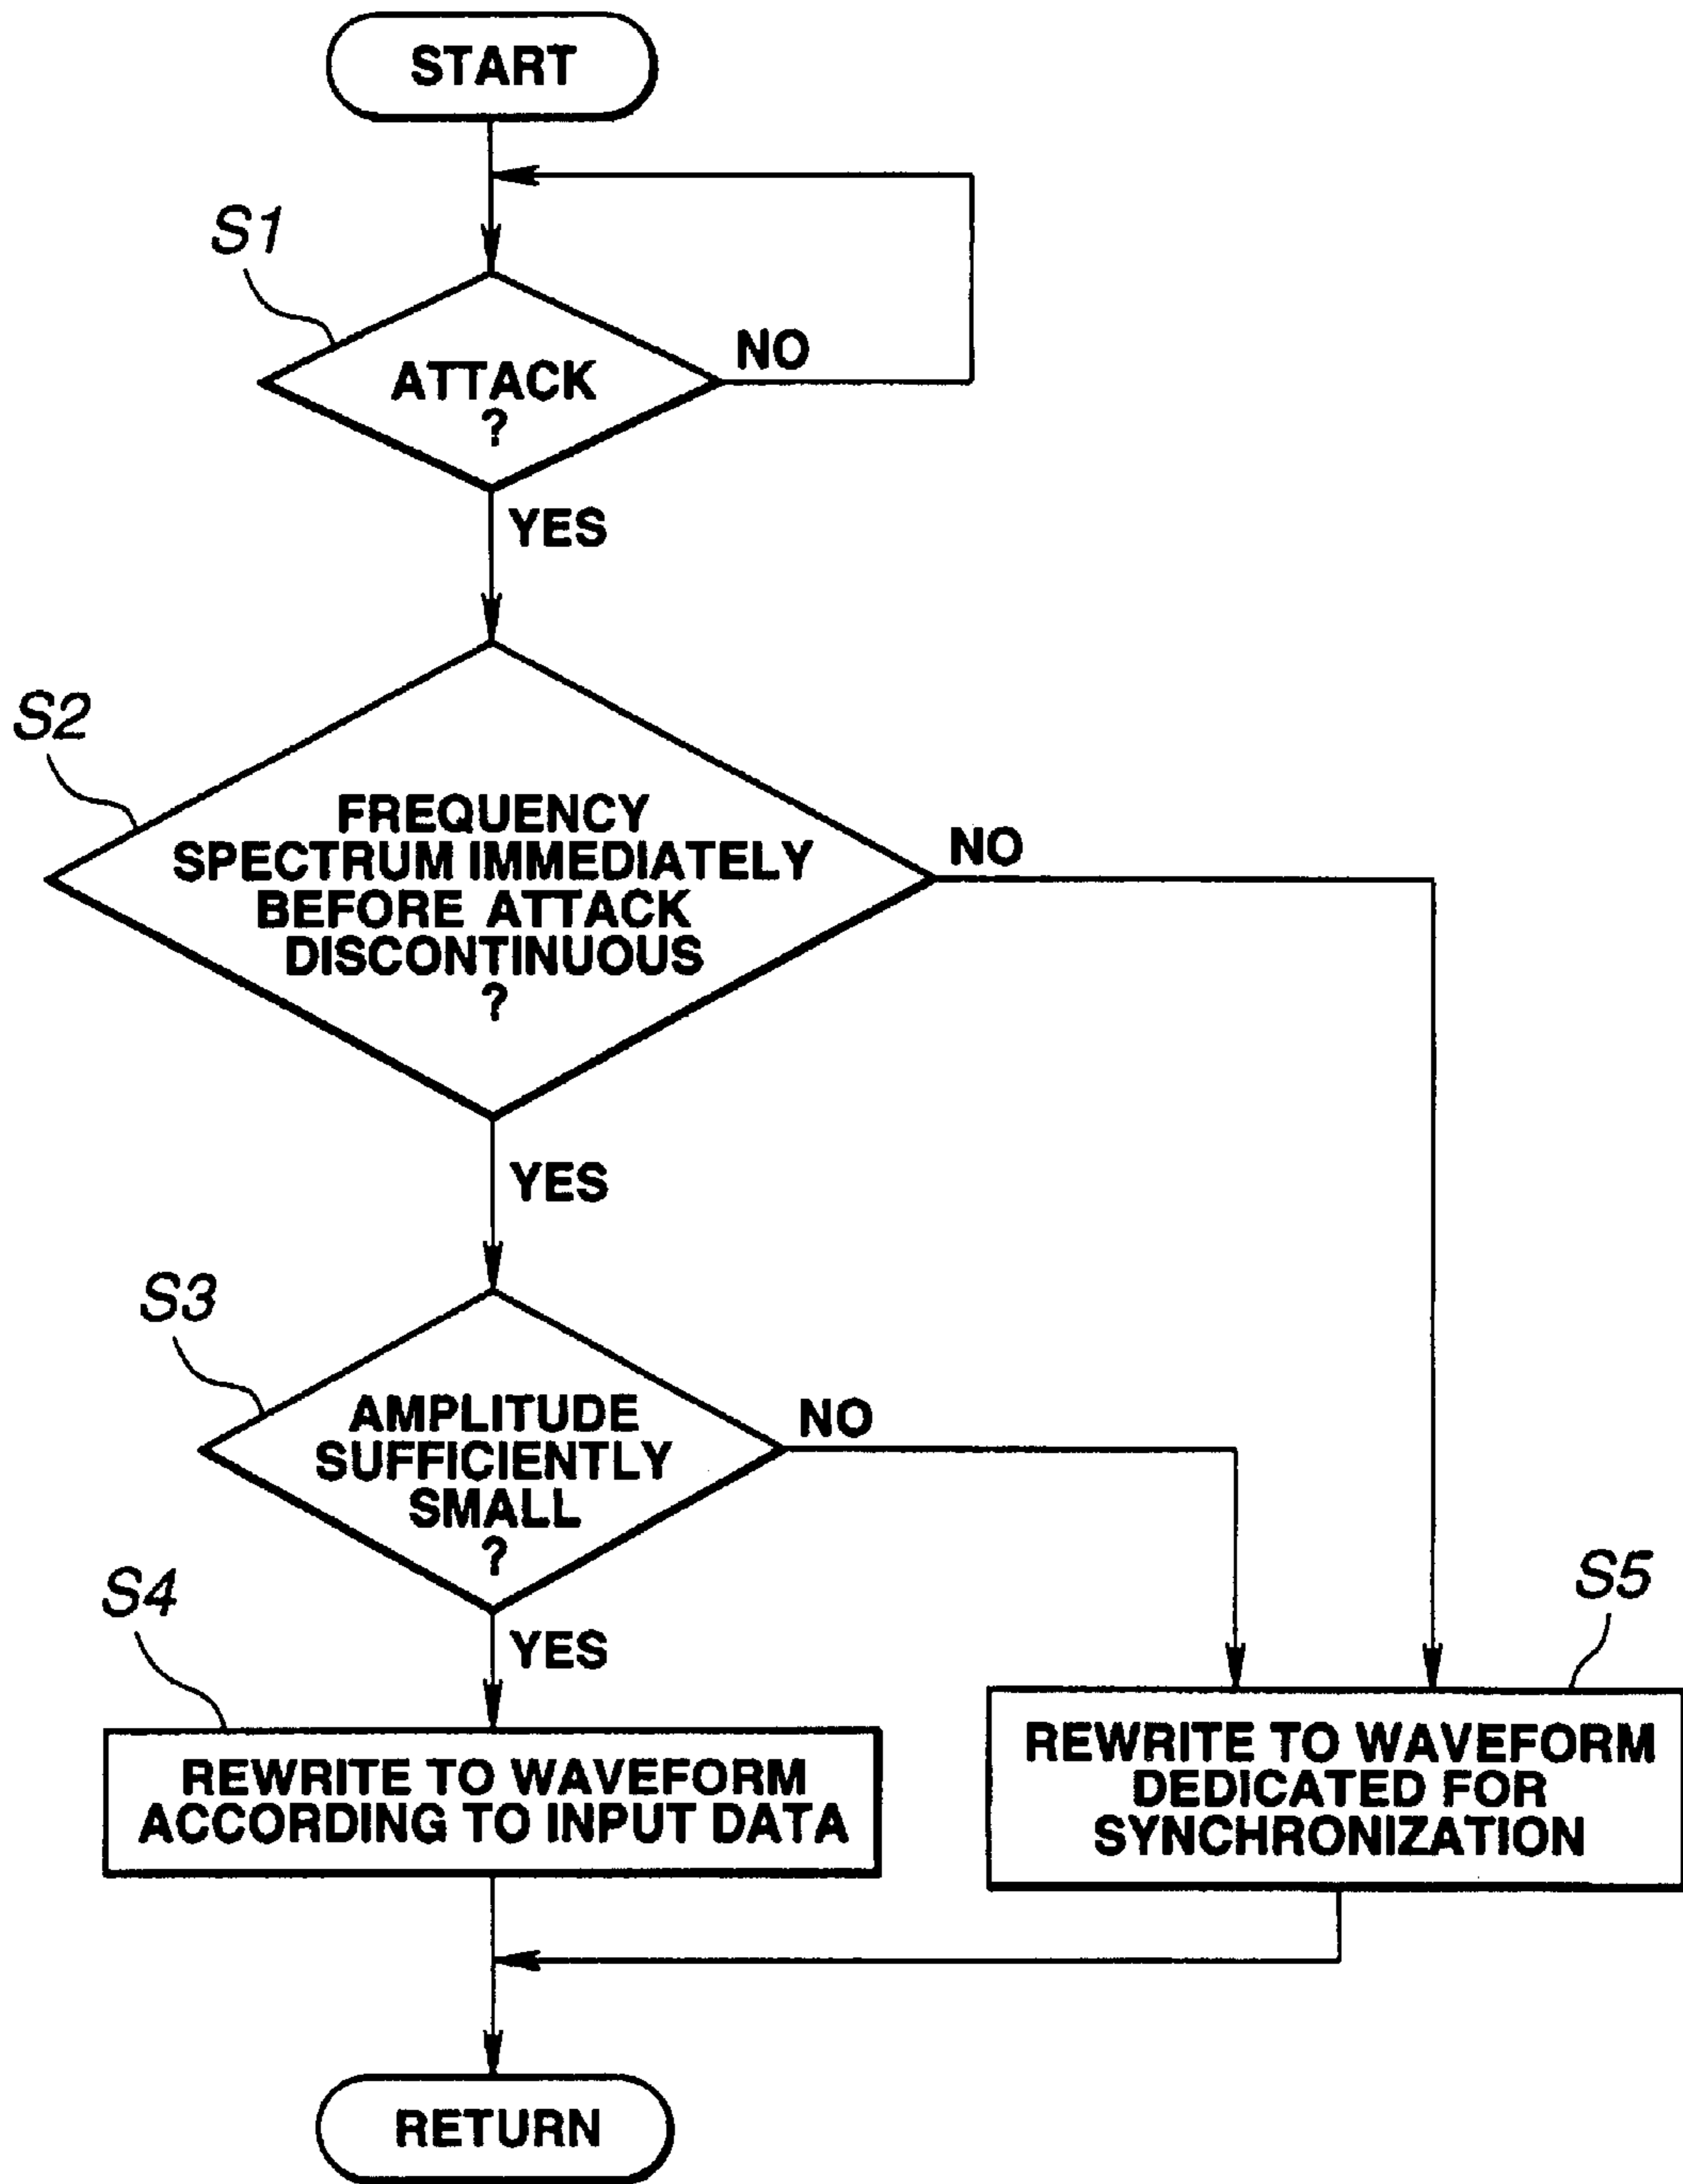 START
S1
ATTACK
?
NO
YES
S2
FREQUENCY
SPECTRUM IMMEDIATELY
BEFORE ATTACK
DISCONTINUOUS
?
NO
YES
S3
AMPLITUDE
SUFFICIENTLY
SMALL
?
NO
YES
S4
REWRITE TO WAVEFORM
ACCORDING TO INPUT DATA
S5
REWRITE TO WAVEFORM
DEDICATED FOR
SYNCHRONIZATION
RETURN